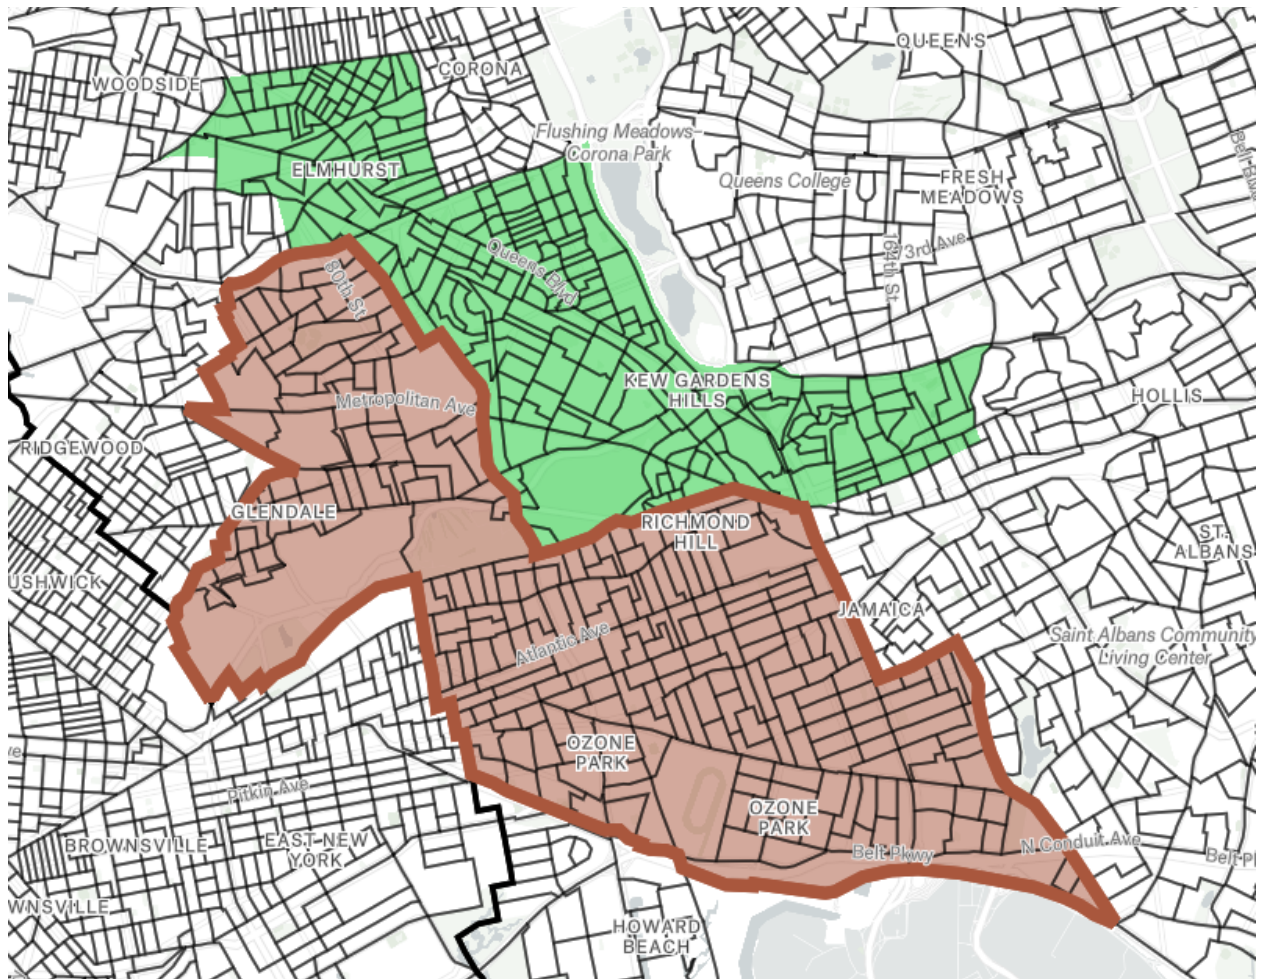 QUEENS
WOODSIDE
CORONA
Flushing Meadows–
Corona Park
ELMHURST
Queens College
FRESH
MEADOWS
164th St
73rd Ave
Queens Blvd
80th St
KEW GARDENS
HILLS
Metropolitan Ave
HOLLIS
RIDGEWOOD
GLENDALE
RICHMOND
HILL
ST.
ALBANS
USHWICK
JAMAICA
Atlantic Ave
Saint Albans Community
Living Center
OZONE
PARK
Pitkin Ave
OZONE
PARK
BROWNSVILLE
EAST NEW
YORK
Belt Pkwy
N Conduit Ave
Belt P
WNSVILLE
HOWARD
BEACH